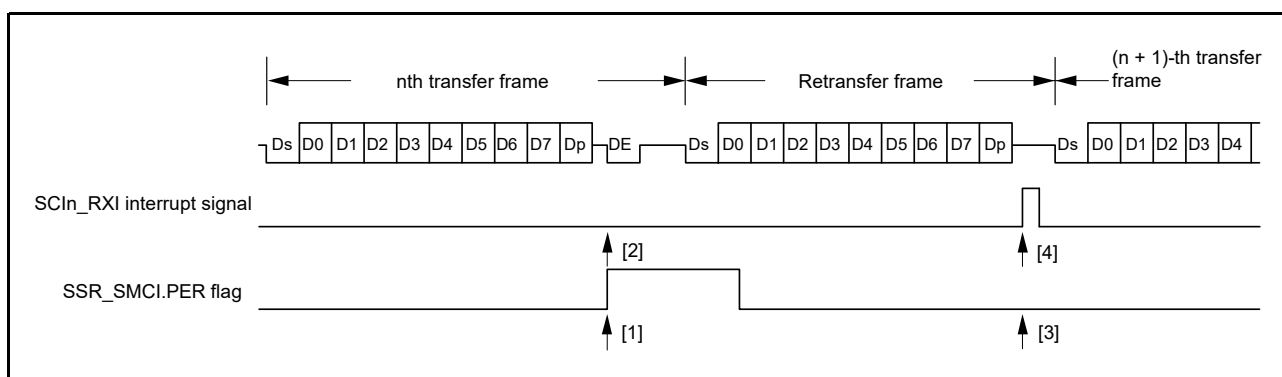 nth transfer frame
Retransfer frame
(n + 1)-th transfer
frame
Ds D0 D1 D2 D3 D4 D5 D6 D7 Dp DE Ds D0 D1 D2 D3 D4 D5 D6 D7 Dp Ds D0 D1 D2 D3 D4
SCIn_RXI interrupt signal
[2] [4]
SSR_SMCI.PER flag
[1] [3]